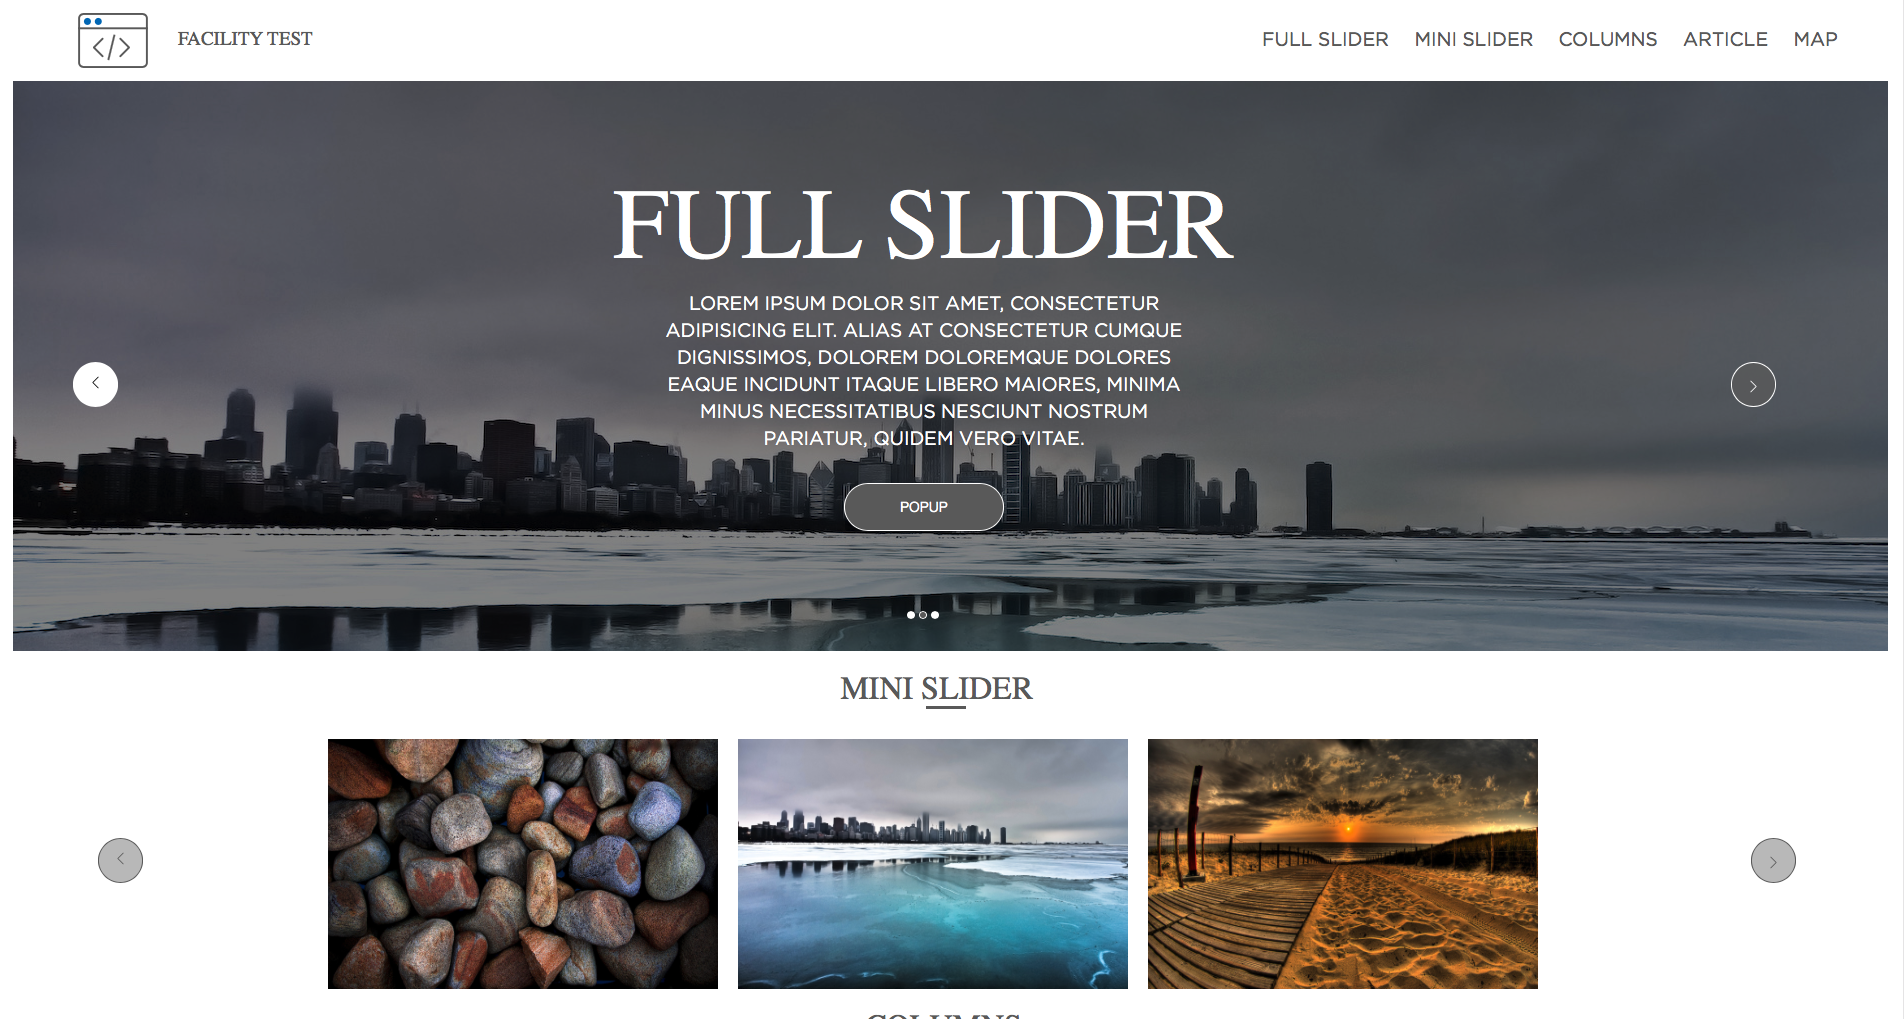 </>
FACILITY TEST
FULL SLIDER MINI SLIDER COLUMNS ARTICLE MAP
FULL SLIDER
LOREM IPSUM DOLOR SIT AMET, CONSECTETUR
ADIPISICING ELIT. ALIAS AT CONSECTETUR CUMQUE
DIGNISSIMOS, DOLOREM DOLOREMQUE DOLORES
EAQUE INCIDUNT ITAQUE LIBERO MAIORES, MINIMA
MINUS NECESSITATIBUS NESCIUNT NOSTRUM
PARIATUR, QUIDEM VERO VITAE.
POPUP
MINI SLIDER
COLUMNS